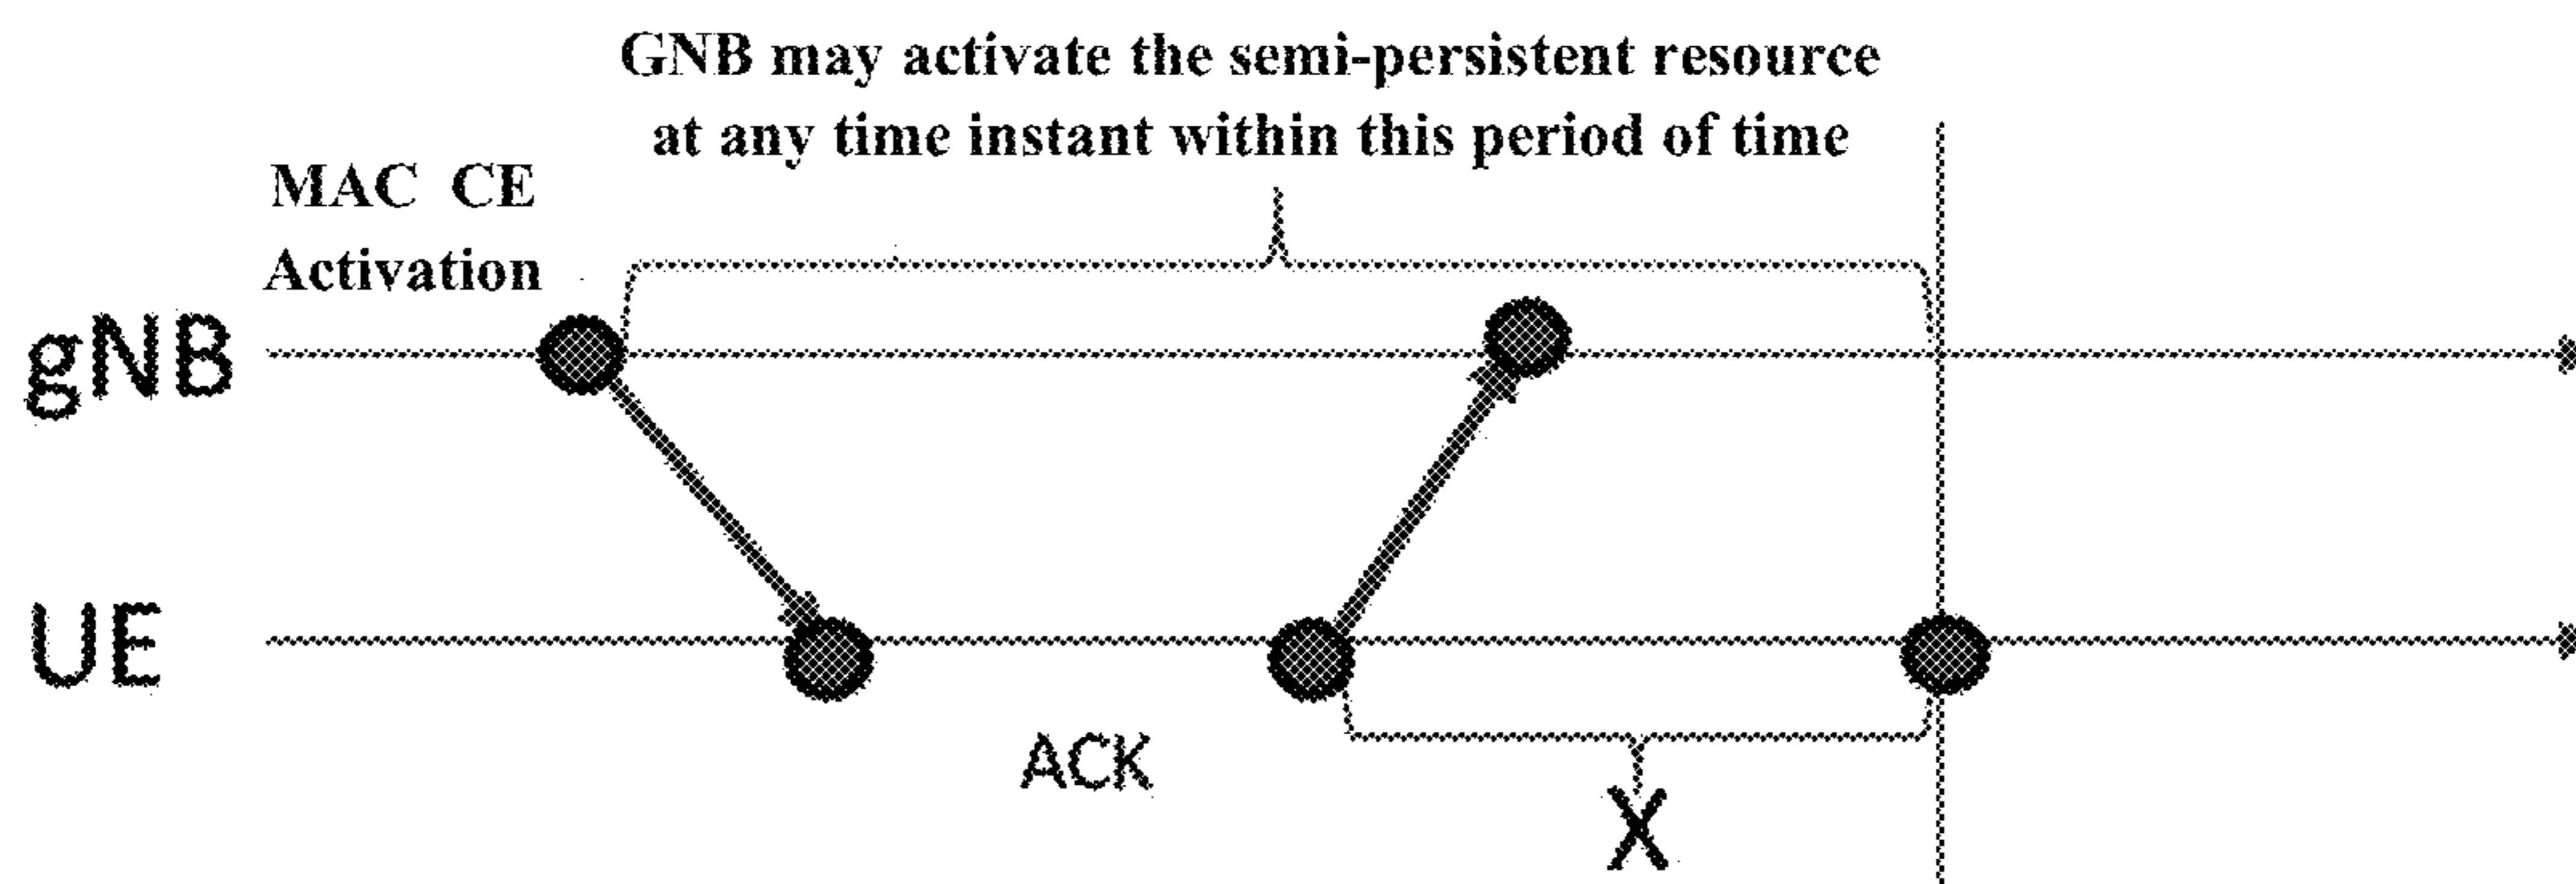 GNB may activate the semi-persistent resource
at any time instant within this period of time
MAC CE
Activation
gNB
UE
ACK
X